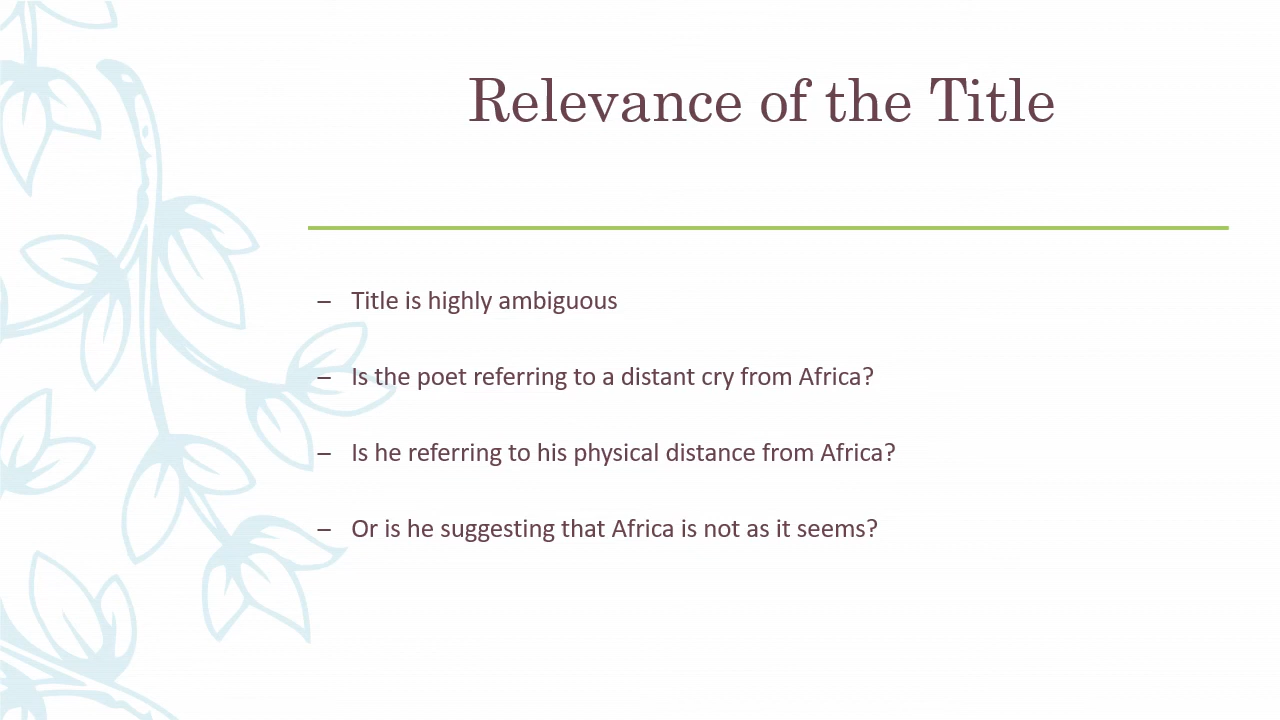 Relevance of the Title
– Title is highly ambiguous
– Is the poet referring to a distant cry from Africa?
– Is he referring to his physical distance from Africa?
– Or is he suggesting that Africa is not as it seems?